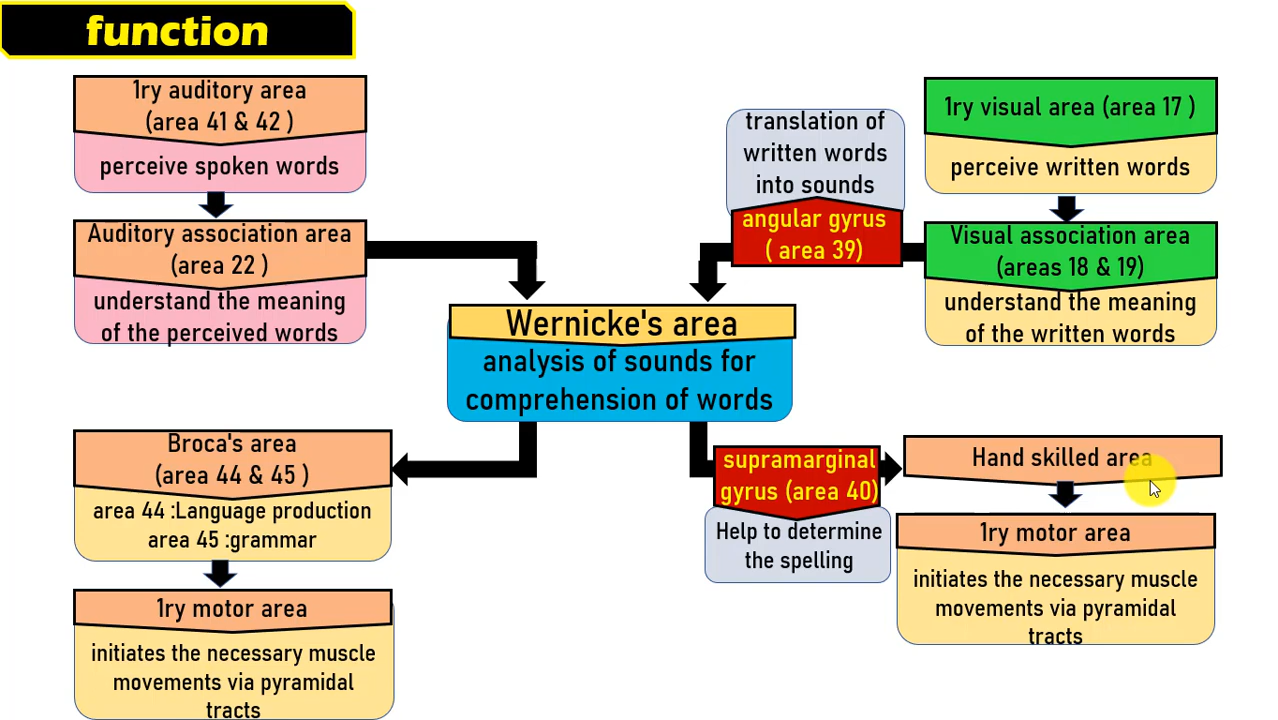 function
1ry auditory area
(area 41 & 42 )
perceive spoken words
Auditory association area
(area 22 )
understand the meaning
of the perceived words
translation of
written words
into sounds
angular gyrus
( area 39)
1ry visual area (area 17 )
perceive written words
Visual association area
(areas 18 & 19)
understand the meaning
of the written words
Wernicke's area
analysis of sounds for
comprehension of words
Broca's area
(area 44 & 45 )
area 44 :Language production
area 45 :grammar
1ry motor area
initiates the necessary muscle
movements via pyramidal
tracts
supramarginal
gyrus (area 40)
Help to determine
the spelling
Hand skilled area
1ry motor area
initiates the necessary muscle
movements via pyramidal
tracts